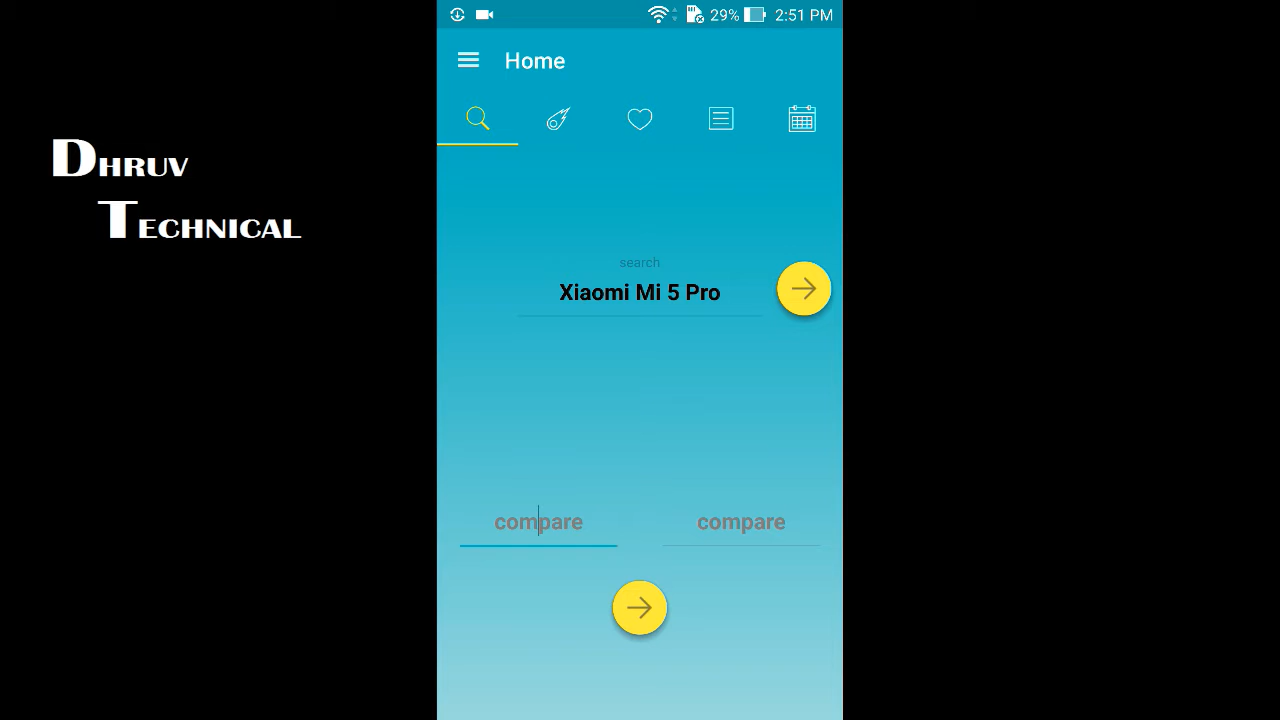 DHRUV
TECHNICAL
29% 2:51 PM
Home
search
Xiaomi Mi 5 Pro
compare compare